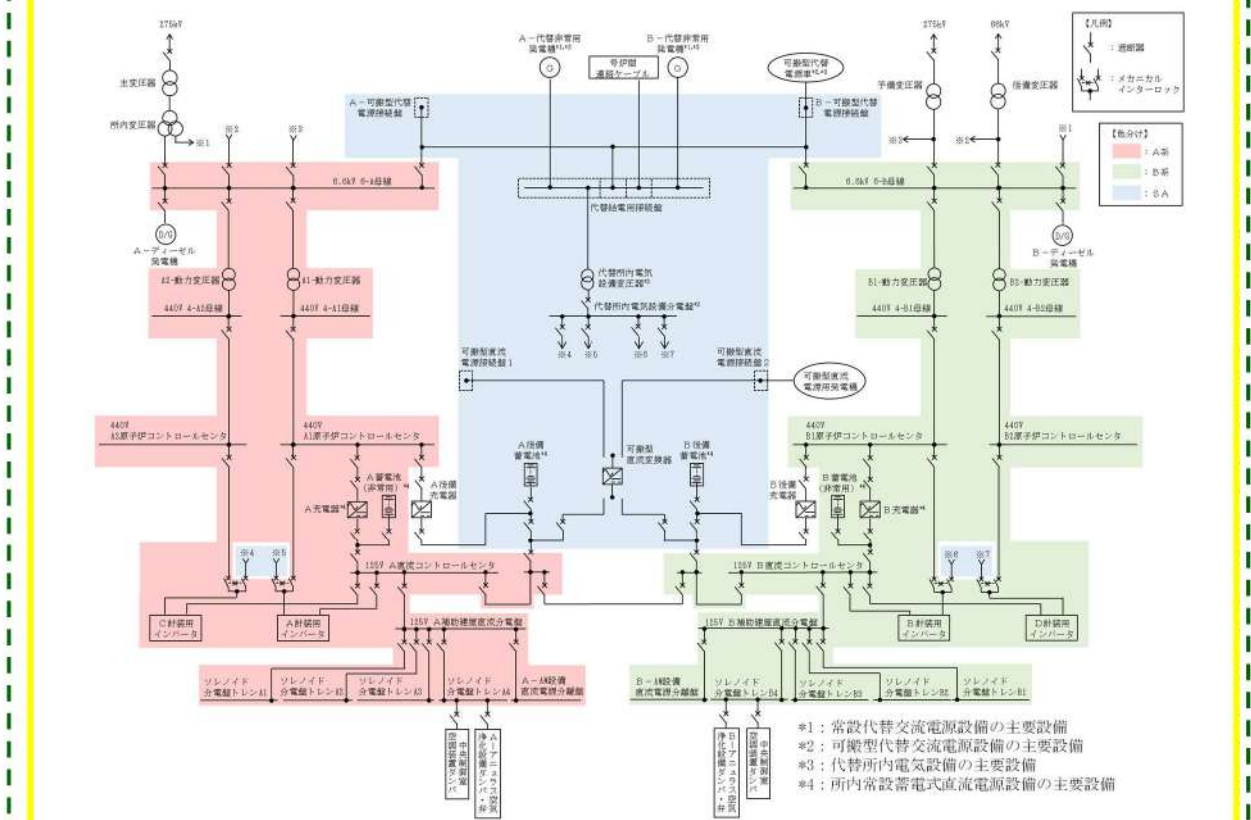 275kV
主変圧器
所内変圧器
※1
※2
※3
A－代替非常用
発電機*1,*3
G
号炉間
連絡ケーブル
B－代替非常用
発電機*1,*3
G
可搬型代替
電源車*2,*3
A－可搬型代替
電源接続盤
B－可搬型代替
電源接続盤
275kV
66kV
予備変圧器
後備変圧器
※3
※2
※1
【凡例】
：遮断器
：メカニカル
インターロック
【色分け】
：A系
：B系
：SA
6.6kV 6-A母線
6.6kV 6-B母線
代替給電用接続盤
D/G
A－ディーゼル
発電機
D/G
B－ディーゼル
発電機
A2-動力変圧器
A1-動力変圧器
440V 4-A2母線
440V 4-A1母線
代替所内電気
設備変圧器*3
代替所内電気設備分電盤*3
※4
※5
※6
※7
B1-動力変圧器
B2-動力変圧器
440V 4-B1母線
440V 4-B2母線
可搬型直流
電源接続盤1
可搬型直流
電源接続盤2
可搬型直流
電源用発電機
440V
A2原子炉コントロールセンタ
440V
A1原子炉コントロールセンタ
440V
B1原子炉コントロールセンタ
440V
B2原子炉コントロールセンタ
A充電器*4
A蓄電池
(非常用)*4
A後備
充電器
A後備
蓄電池*4
可搬型
直流変換器
B後備
蓄電池*4
B後備
充電器
B蓄電池
(非常用)*4
B充電器*4
※4
※5
※6
※7
125V A直流コントロールセンタ
125V B直流コントロールセンタ
C計装用
インバータ
A計装用
インバータ
B計装用
インバータ
D計装用
インバータ
125V A補助建屋直流分電盤
125V B補助建屋直流分電盤
ソレノイド
分電盤トレンA1
ソレノイド
分電盤トレンA2
ソレノイド
分電盤トレンA3
ソレノイド
分電盤トレンA4
A－AM設備
直流電源分離盤
B－AM設備
直流電源分離盤
ソレノイド
分電盤トレンB4
ソレノイド
分電盤トレンB3
ソレノイド
分電盤トレンB2
ソレノイド
分電盤トレンB1
中央制御室
空調装置ダンパ
A－アニュラス空気
浄化設備ダンパ・弁
B－アニュラス空気
浄化設備ダンパ・弁
中央制御室
空調装置ダンパ
*1：常設代替交流電源設備の主要設備
*2：可搬型代替交流電源設備の主要設備
*3：代替所内電気設備の主要設備
*4：所内常設蓄電式直流電源設備の主要設備